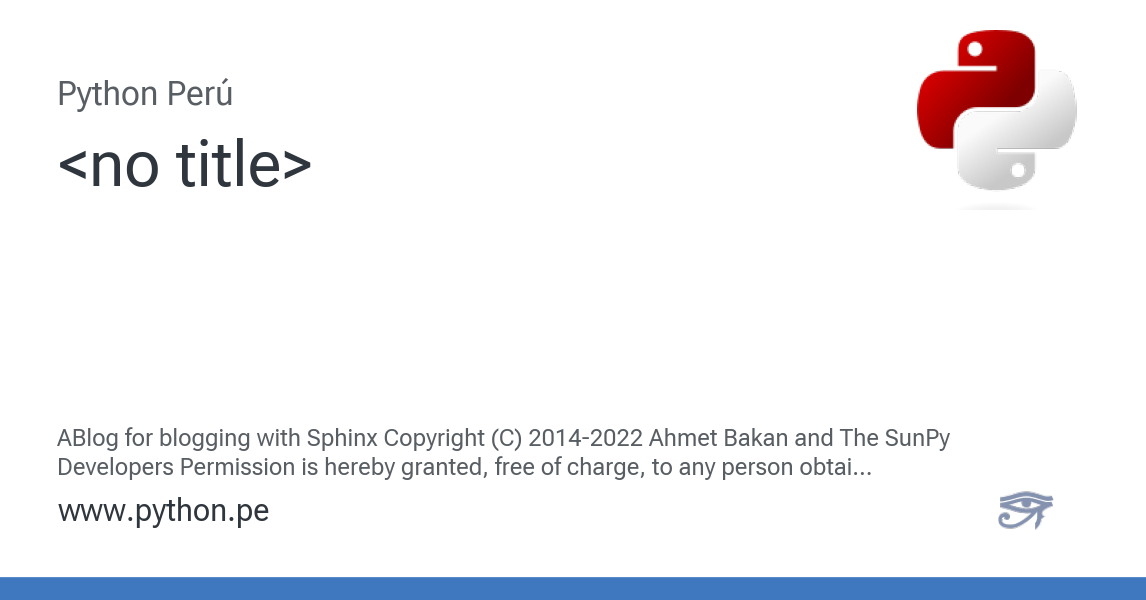 Python Perú
<no title>
ABlog for blogging with Sphinx Copyright (C) 2014-2022 Ahmet Bakan and The SunPy
Developers Permission is hereby granted, free of charge, to any person obtai...
www.python.pe